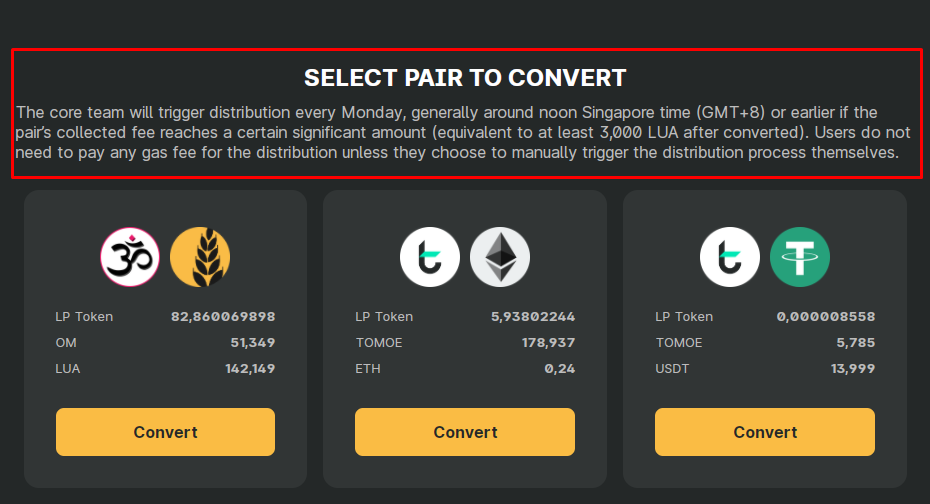 SELECT PAIR TO CONVERT
The core team will trigger distribution every Monday, generally around noon Singapore time (GMT+8) or earlier if the
pair's collected fee reaches a certain significant amount (equivalent to at least 3,000 LUA after converted). Users do not
need to pay any gas fee for the distribution unless they choose to manually trigger the distribution process themselves.
LP Token 82,860069898
OM 51,349
LUA 142,149
Convert
LP Token 5,93802244
TOMOE 178,937
ETH 0,24
Convert
LP Token 0,000008558
TOMOE 5,785
USDT 13,999
Convert